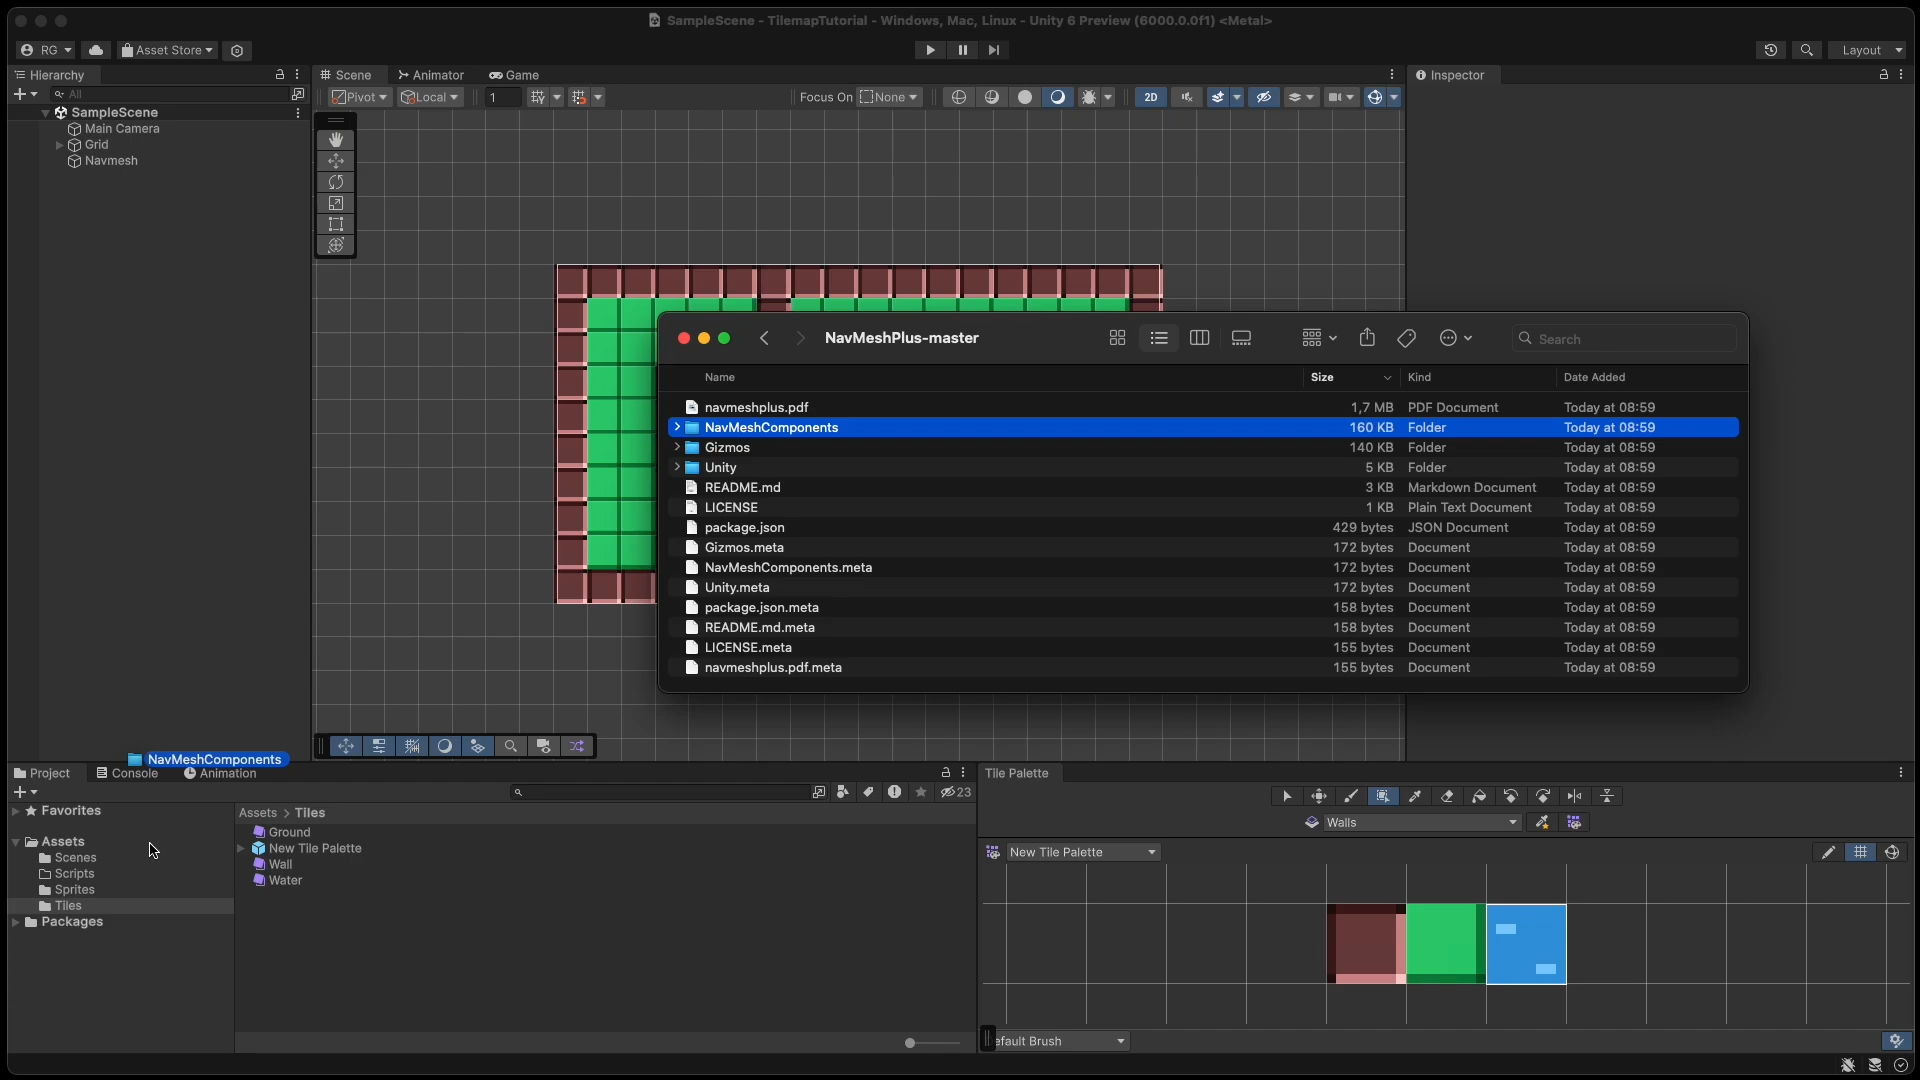 SampleScene - TilemapTutorial - Windows, Mac, Linux - Unity 6 Preview (6000.0.0f1) <Metal>
RG
Asset Store
Layout
Hierarchy
Scene
Animator
Game
Inspector
All
Pivot
Local
1
Focus On
None
2D
SampleScene
Main Camera
Grid
Navmesh
NavMeshPlus-master
Search
Name
Size
Kind
Date Added
navmeshplus.pdf 1,7 MB PDF Document Today at 08:59
NavMeshComponents 160 KB Folder Today at 08:59
Gizmos 140 KB Folder Today at 08:59
Unity 5 KB Folder Today at 08:59
README.md 3 KB Markdown Document Today at 08:59
LICENSE 1 KB Plain Text Document Today at 08:59
package.json 429 bytes JSON Document Today at 08:59
Gizmos.meta 172 bytes Document Today at 08:59
NavMeshComponents.meta 172 bytes Document Today at 08:59
Unity.meta 172 bytes Document Today at 08:59
package.json.meta 158 bytes Document Today at 08:59
README.md.meta 158 bytes Document Today at 08:59
LICENSE.meta 155 bytes Document Today at 08:59
navmeshplus.pdf.meta 155 bytes Document Today at 08:59
NavMeshComponents
Project
Console
Animation
23
Favorites
Assets
Scenes
Scripts
Sprites
Tiles
Packages
Assets > Tiles
Ground
New Tile Palette
Wall
Water
Tile Palette
Walls
New Tile Palette
efault Brush